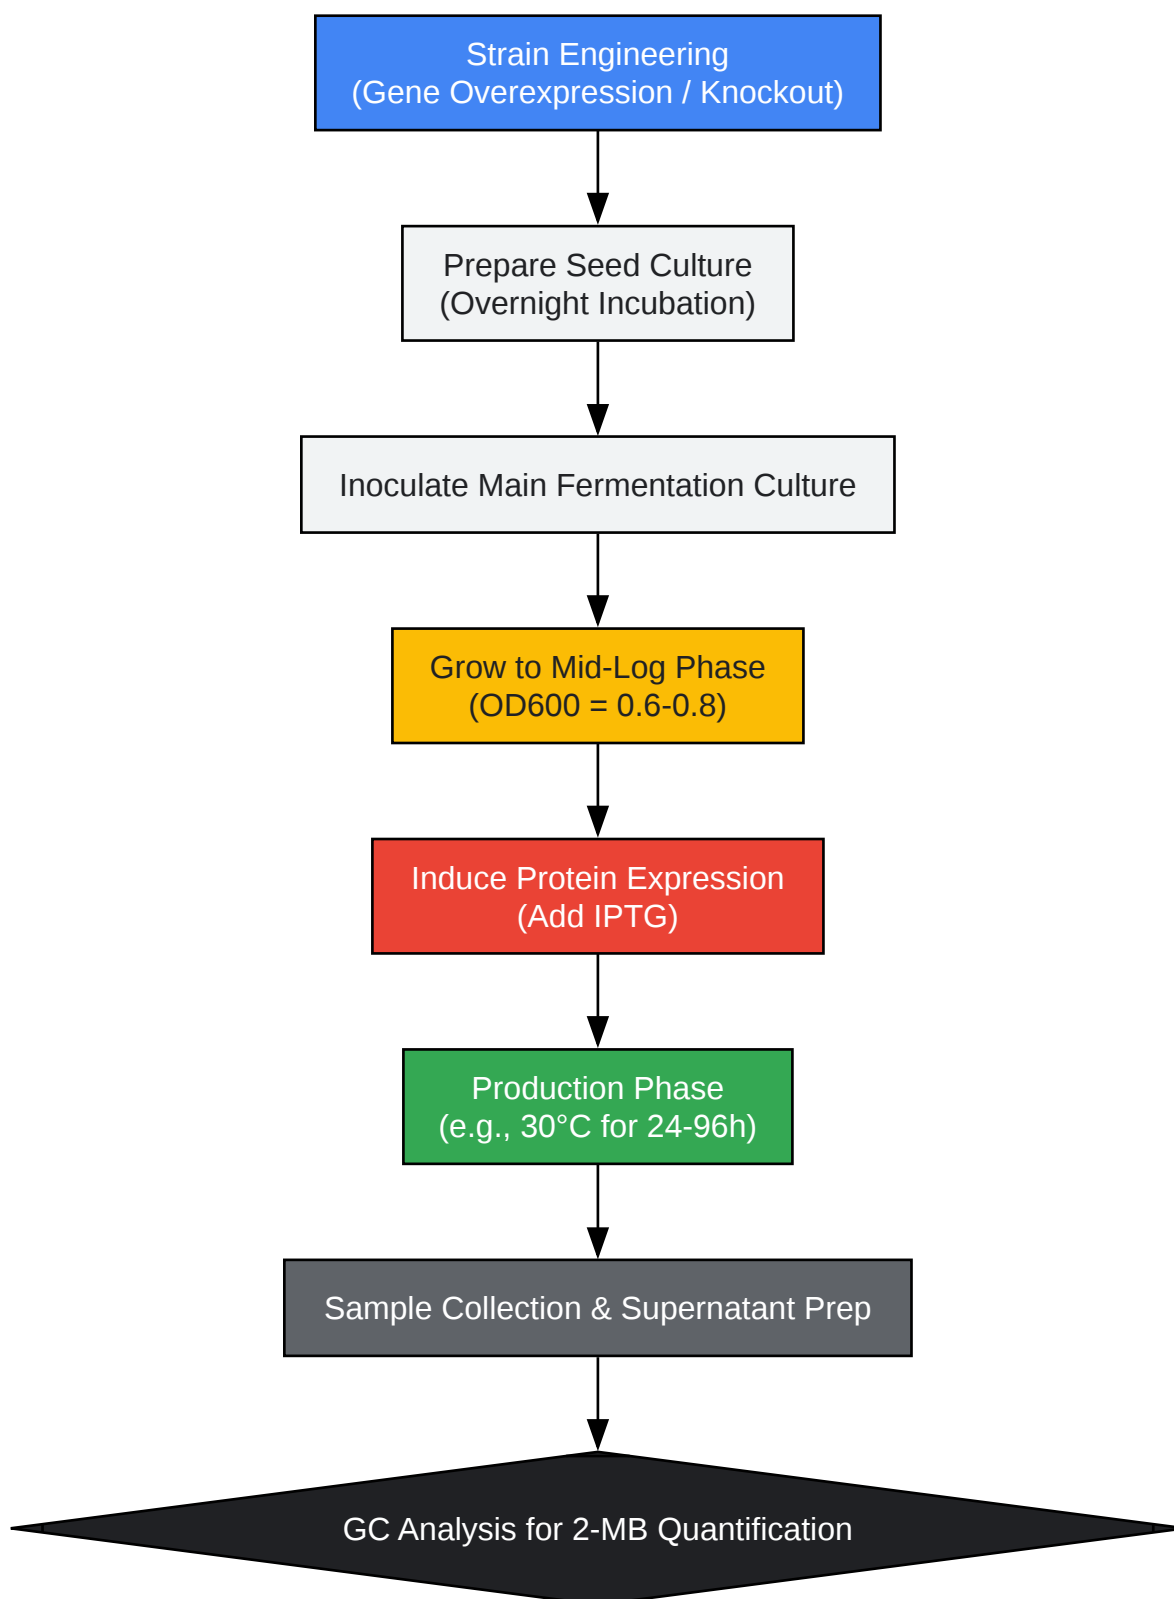 Strain Engineering
(Gene Overexpression / Knockout)
Prepare Seed Culture
(Overnight Incubation)
Inoculate Main Fermentation Culture
Grow to Mid-Log Phase
(OD600 = 0.6-0.8)
Induce Protein Expression
(Add IPTG)
Production Phase
(e.g., 30°C for 24-96h)
Sample Collection & Supernatant Prep
GC Analysis for 2-MB Quantification